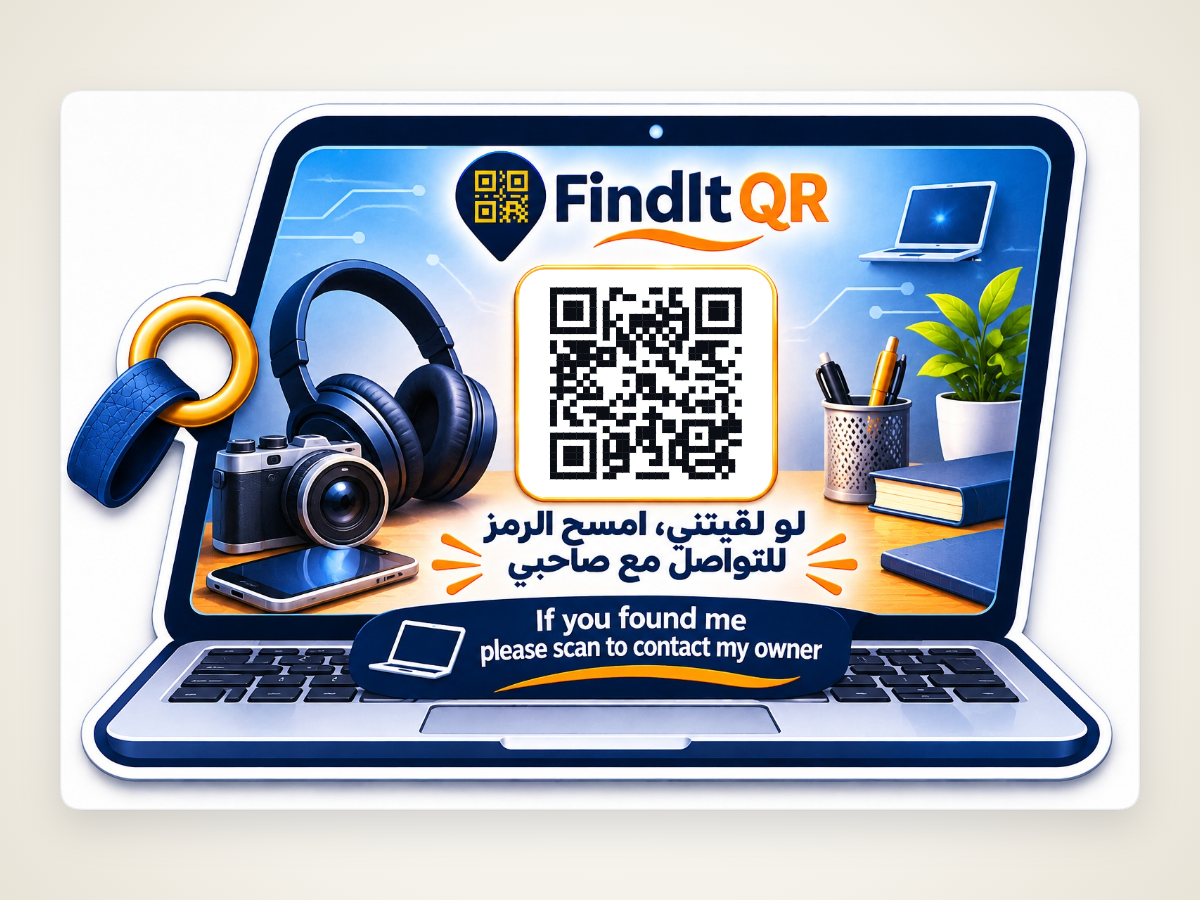 FindIt QR
لو لقيتني، امسح الرمز
للتواصل مع صاحبي
If you found me
please scan to contact my owner